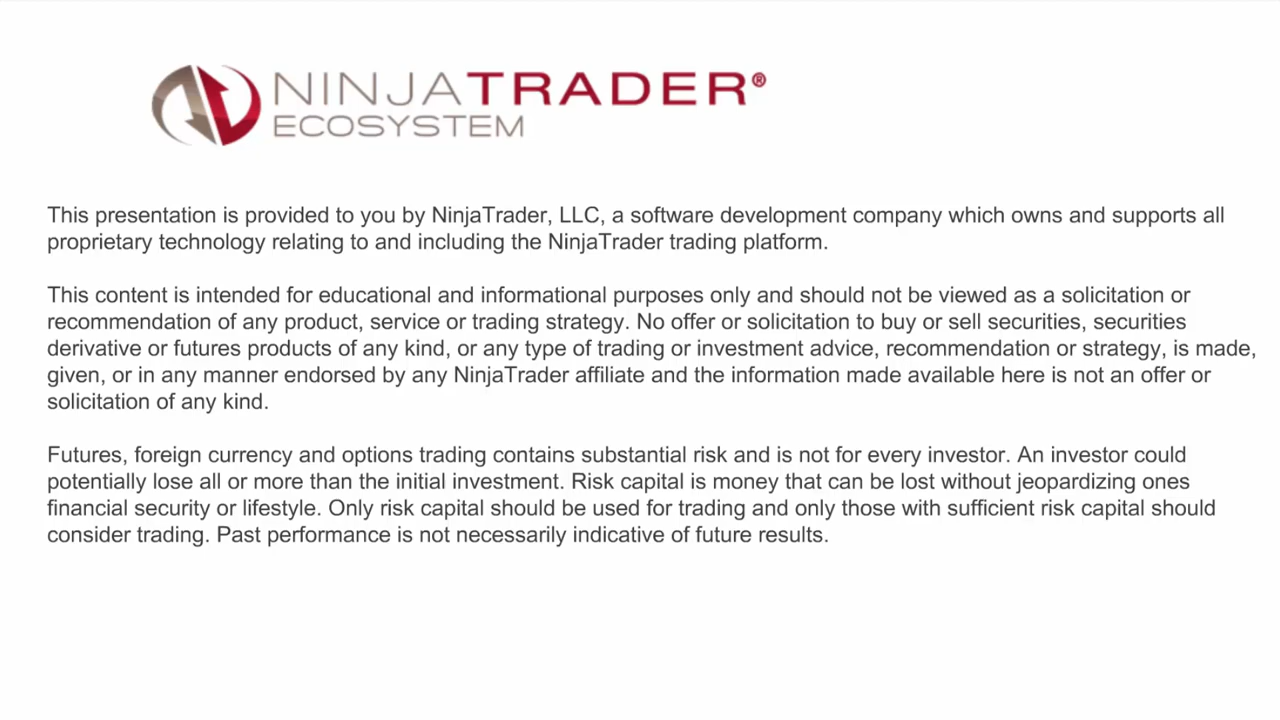 NINJATRADER®
ECOSYSTEM
This presentation is provided to you by NinjaTrader, LLC, a software development company which owns and supports all
proprietary technology relating to and including the NinjaTrader trading platform.
This content is intended for educational and informational purposes only and should not be viewed as a solicitation or
recommendation of any product, service or trading strategy. No offer or solicitation to buy or sell securities, securities
derivative or futures products of any kind, or any type of trading or investment advice, recommendation or strategy, is made,
given, or in any manner endorsed by any NinjaTrader affiliate and the information made available here is not an offer or
solicitation of any kind.
Futures, foreign currency and options trading contains substantial risk and is not for every investor. An investor could
potentially lose all or more than the initial investment. Risk capital is money that can be lost without jeopardizing ones
financial security or lifestyle. Only risk capital should be used for trading and only those with sufficient risk capital should
consider trading. Past performance is not necessarily indicative of future results.